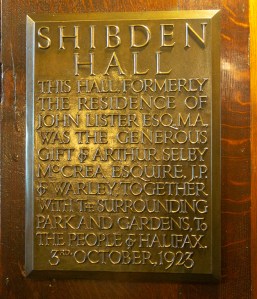 SHIBDEN
HALL
THIS HALL FORMERLY
THE RESIDENCE OF
JOHN LISTER ESQ., M.A.
WAS THE GENEROUS
GIFT OF ARTHUR SELBY
McCREA ESQUIRE, J.P.
OF WARLEY TOGETHER
WITH THE SURROUNDING
PARK AND GARDENS, TO
THE PEOPLE OF HALIFAX.
3RD OCTOBER, 1923